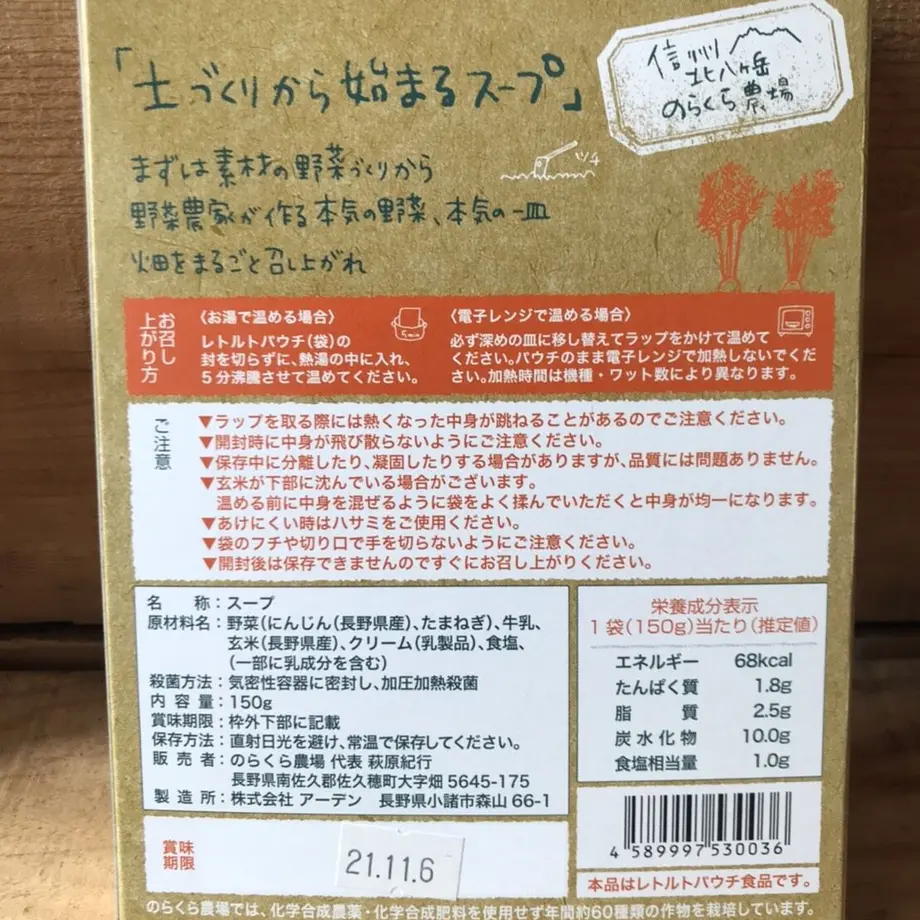 「土づくりから始まるスープ」
信州
北八ヶ岳
のらくら農場
まずは素材の野菜づくりから
野菜農家が作る本気の野菜、本気の一皿
畑をまるごと召し上がれ
お召し上がり方
〈お湯で温める場合〉
レトルトパウチ(袋)の
封を切らずに、熱湯の中に入れ、
5分沸騰させて温めてください。
5min
〈電子レンジで温める場合〉
必ず深めの皿に移し替えてラップをかけて温めて
ください。パウチのまま電子レンジで加熱しないでくだ
さい。加熱時間は機種・ワット数により異なります。
ご注意
▼ラップを取る際には熱くなった中身が跳ねることがあるのでご注意ください。
▼開封時に中身が飛び散らないようにご注意ください。
▼保存中に分離したり、凝固したりする場合がありますが、品質には問題ありません。
▼玄米が下部に沈んでいる場合がございます。
温める前に中身を混ぜるように袋をよく揉んでいただくと中身が均一になります。
▼あけにくい時はハサミをご使用ください。
▼袋のフチや切り口で手を切らないようにご注意ください。
▼開封後は保存できませんのですぐにお召し上がりください。
名称:スープ
原材料名:野菜(にんじん(長野県産)、たまねぎ)、牛乳、
玄米(長野県産)、クリーム(乳製品)、食塩、
(一部に乳成分を含む)
殺菌方法:気密性容器に密封し、加圧加熱殺菌
内容量:150g
賞味期限:枠外下部に記載
保存方法:直射日光を避け、常温で保存してください。
販売者:のらくら農場 代表 萩原紀行
長野県南佐久郡佐久穂町大字畑 5645-175
製造所:株式会社 アーデン 長野県小諸市森山 66-1
栄養成分表示
1袋(150g)当たり(推定値)
エネルギー 68kcal
たんぱく質 1.8g
脂質 2.5g
炭水化物 10.0g
食塩相当量 1.0g
4 589997 530036
賞味
期限
21.11.6
本品はレトルトパウチ食品です。
のらくら農場では、化学合成農薬・化学合成肥料を使用せず年間約60種類の作物を栽培しています。